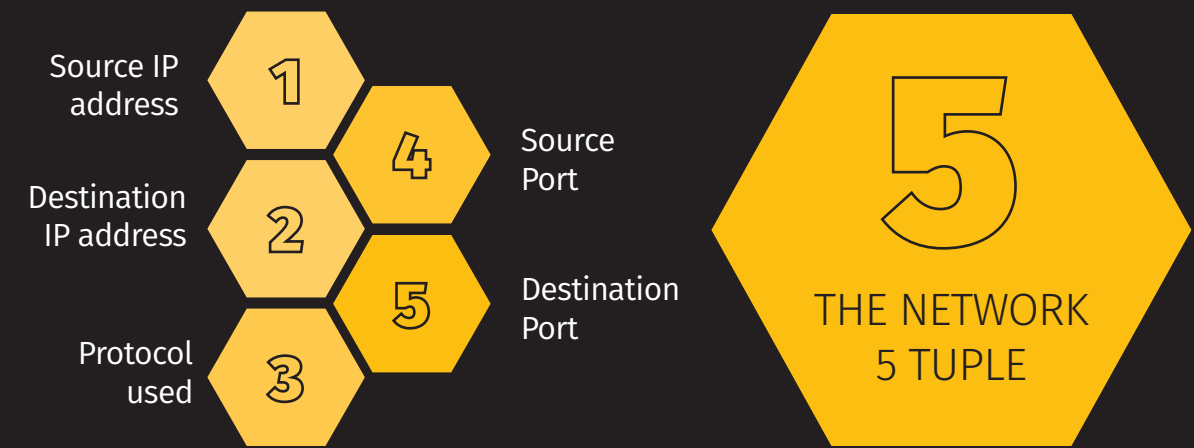 Source IP
address
1
Destination
IP address
2
Protocol
used
3
4
Source
Port
5
Destination
Port
5
THE NETWORK
5 TUPLE